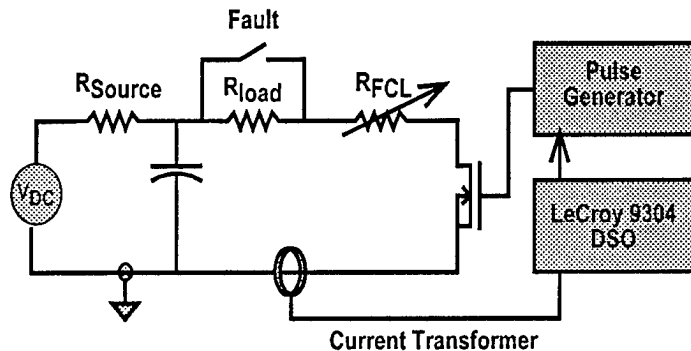 Fault
RSource
Rload
RFCL
Pulse
Generator
VDC
LeCroy 9304
DSO
Current Transformer